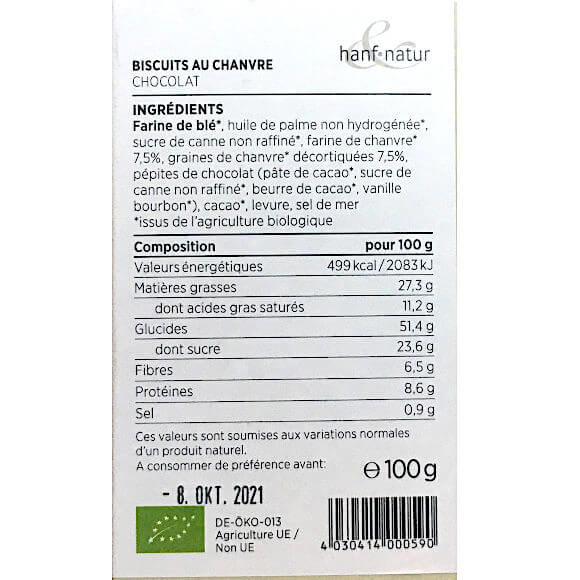 hanf & natur
BISCUITS AU CHANVRE
CHOCOLAT
INGRÉDIENTS
Farine de blé*, huile de palme non hydrogénée*,
sucre de canne non raffiné*, farine de chanvre*
7,5%, graines de chanvre* décortiquées 7,5%,
pépites de chocolat (pâte de cacao*, sucre de
canne non raffiné*, beurre de cacao*, vanille
bourbon*), cacao*, levure, sel de mer
*issus de l'agriculture biologique
Composition pour 100 g
Valeurs énergétiques 499 kcal / 2083 kJ
Matières grasses 27,3 g
dont acides gras saturés 11,2 g
Glucides 51,4 g
dont sucre 23,6 g
Fibres 6,5 g
Protéines 8,6 g
Sel 0,9 g
Ces valeurs sont soumises aux variations normales
d'un produit naturel.
A consommer de préférence avant:
℮ 100 g
- 8. OKT. 2021
DE-ÖKO-013
Agriculture UE /
Non UE
4 030414 000590